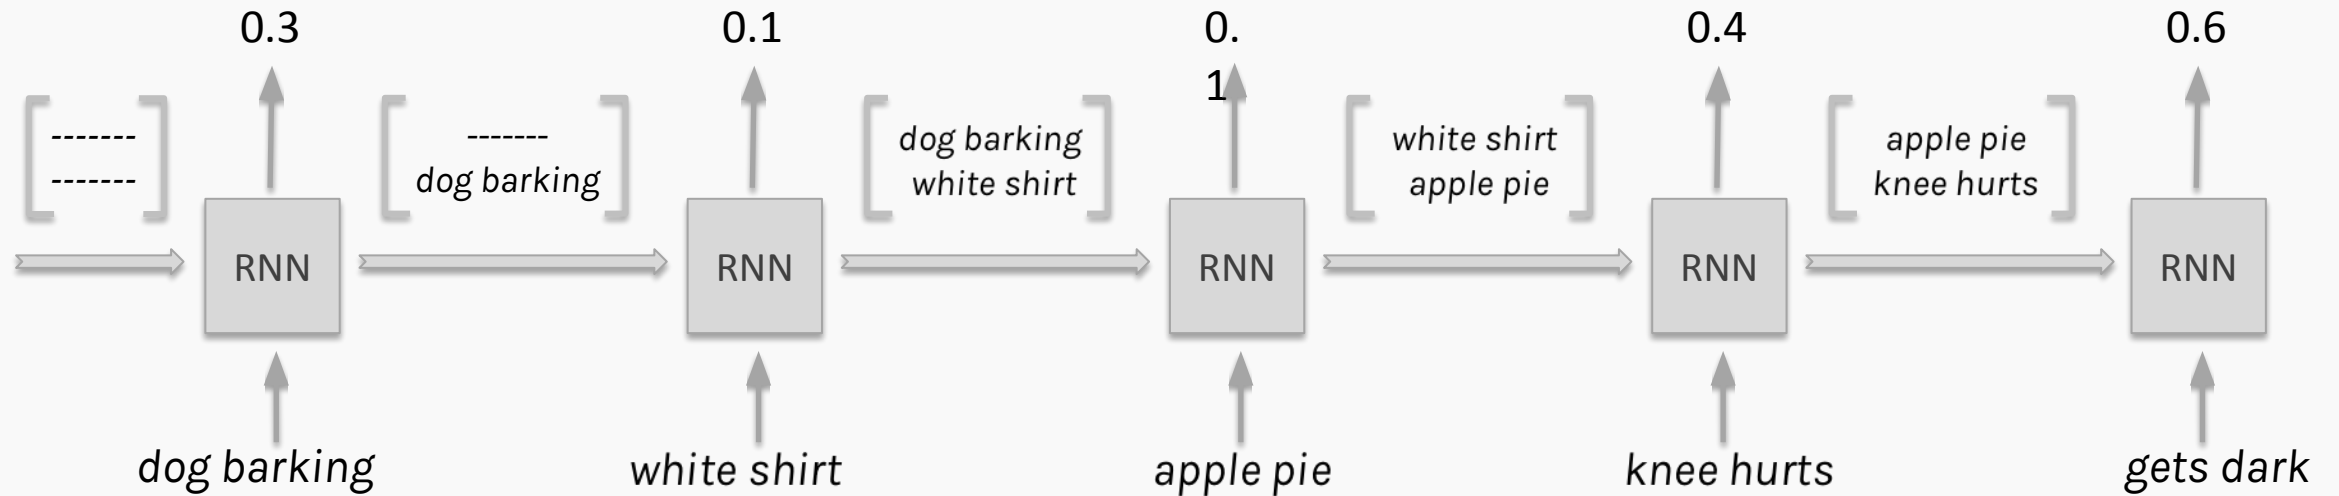 0.3
0.1
0.
1
0.4
0.6
-------
-------
-------
dog barking
dog barking
white shirt
white shirt
apple pie
apple pie
knee hurts
RNN
RNN
RNN
RNN
RNN
dog barking
white shirt
apple pie
knee hurts
gets dark